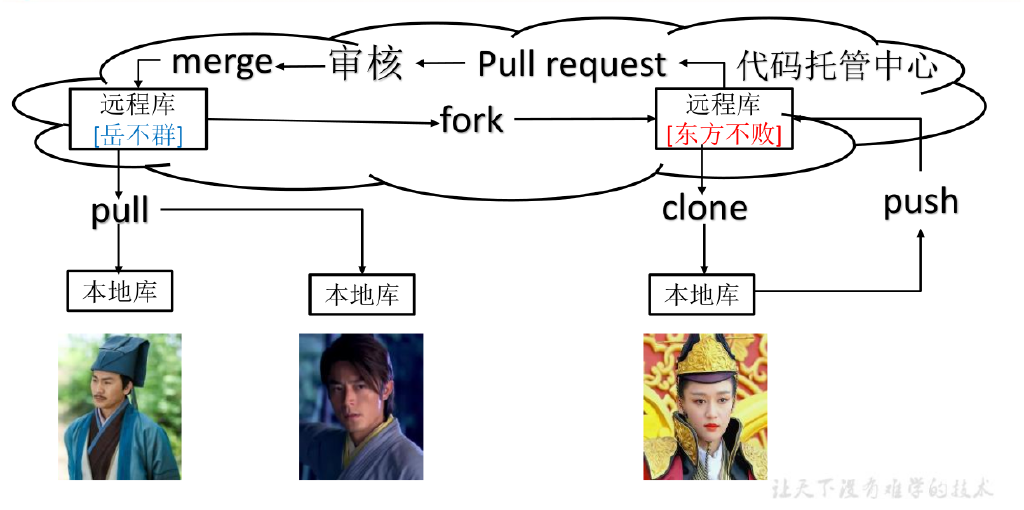 merge 审核 Pull request 代码托管中心
远程库
[岳不群]
fork
远程库
[东方不败]
pull
clone
push
本地库
本地库
本地库
让天下没有难学的技术